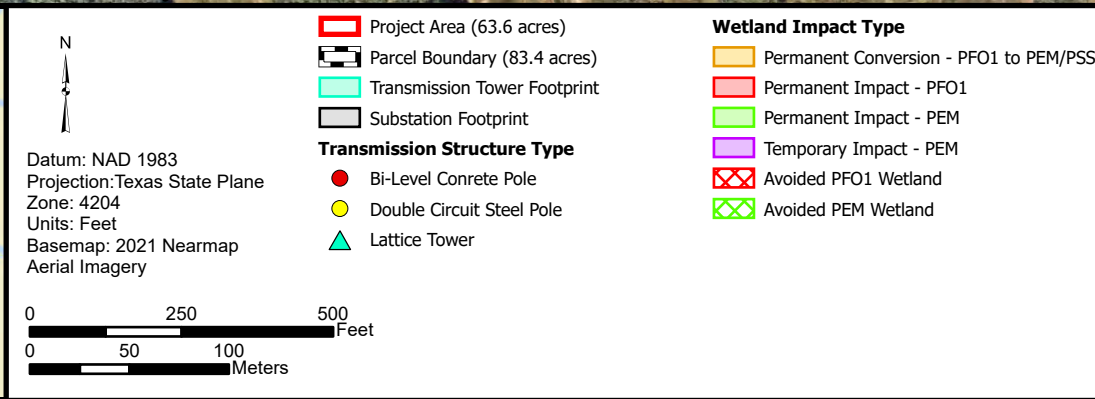 N
Datum: NAD 1983
Projection:Texas State Plane
Zone: 4204
Units: Feet
Basemap: 2021 Nearmap
Aerial Imagery
0 250 500
Feet
0 50 100
Meters
Project Area (63.6 acres)
Parcel Boundary (83.4 acres)
Transmission Tower Footprint
Substation Footprint
Transmission Structure Type
Bi-Level Conrete Pole
Double Circuit Steel Pole
Lattice Tower
Wetland Impact Type
Permanent Conversion - PFO1 to PEM/PSS
Permanent Impact - PFO1
Permanent Impact - PEM
Temporary Impact - PEM
Avoided PFO1 Wetland
Avoided PEM Wetland